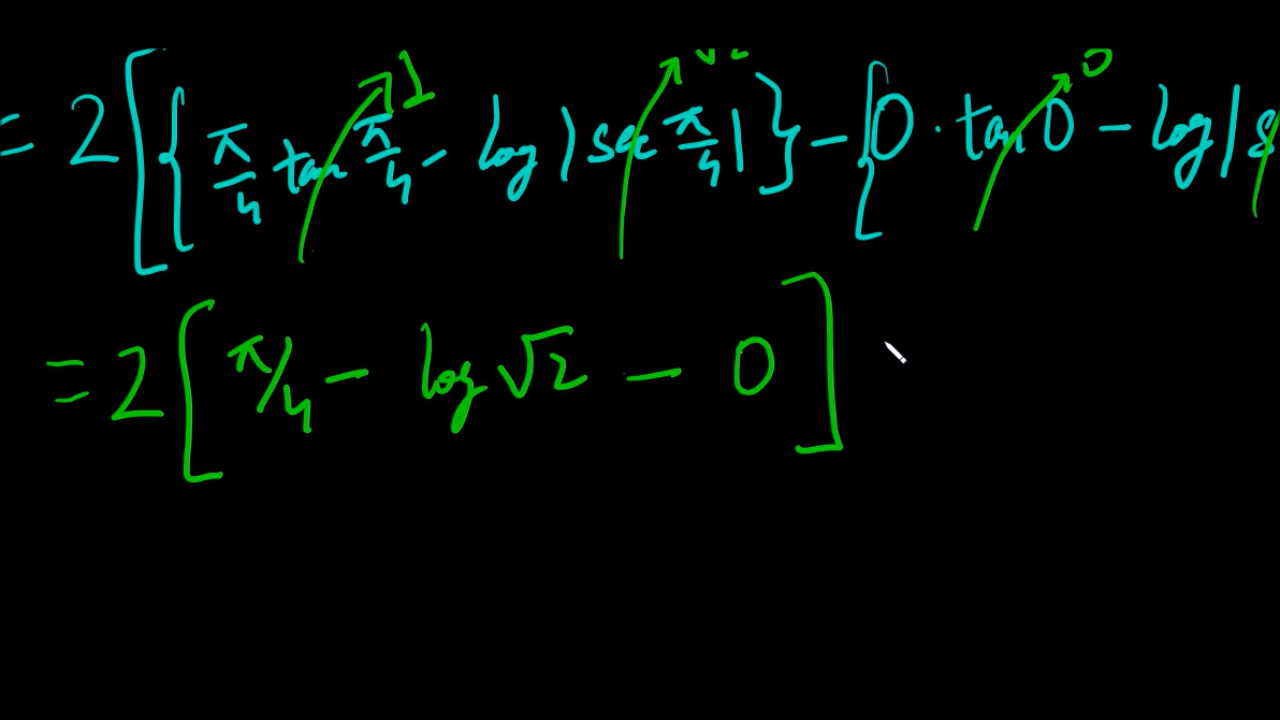 = 2 [ { π/4 tan π/4 - log |sec π/4| } - { 0 · tan 0 - log |s
1 √2 0
= 2 [ π/4 - log √2 - 0 ]